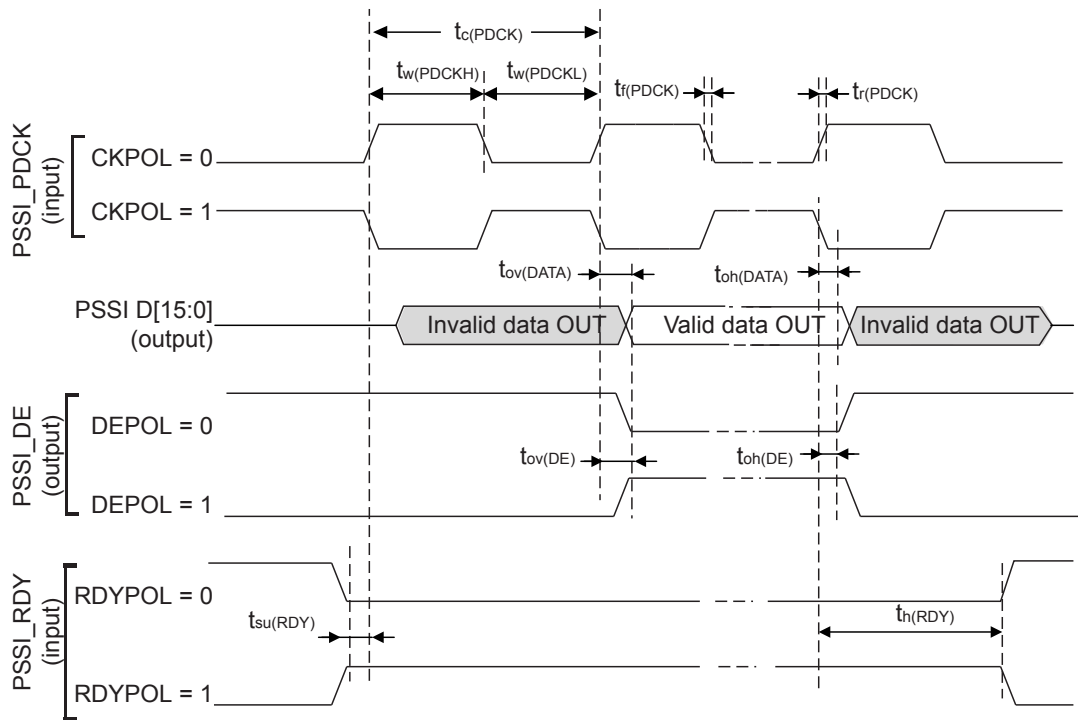 tc(PDCK)
tw(PDCKH)
tw(PDCKL)
tf(PDCK)
tr(PDCK)
PSSI_PDCK
(input)
CKPOL = 0
CKPOL = 1
tov(DATA)
toh(DATA)
PSSI D[15:0]
(output)
Invalid data OUT
Valid data OUT
Invalid data OUT
PSSI_DE
(output)
DEPOL = 0
DEPOL = 1
tov(DE)
toh(DE)
PSSI_RDY
(input)
RDYPOL = 0
RDYPOL = 1
tsu(RDY)
th(RDY)